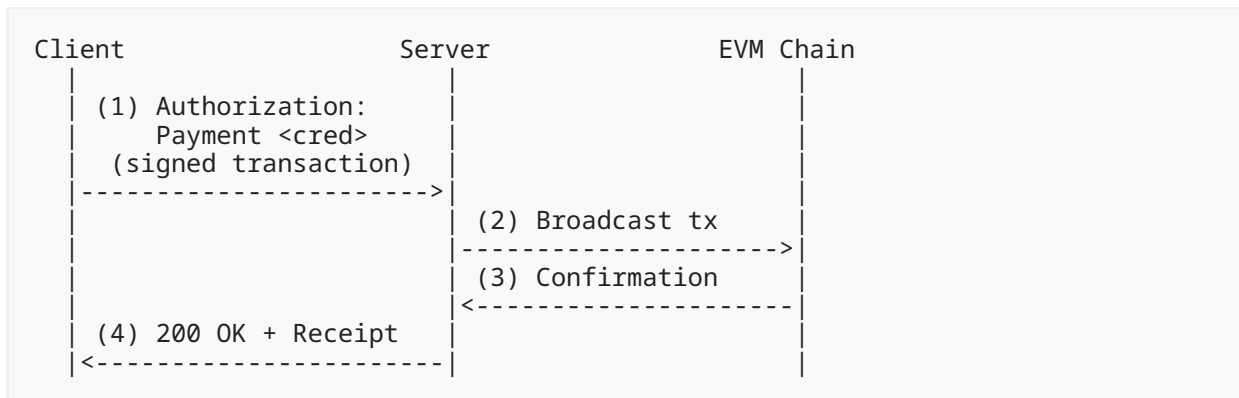 Client Server EVM Chain
(1) Authorization:
Payment <cred>
(signed transaction)
(2) Broadcast tx
(3) Confirmation
(4) 200 OK + Receipt